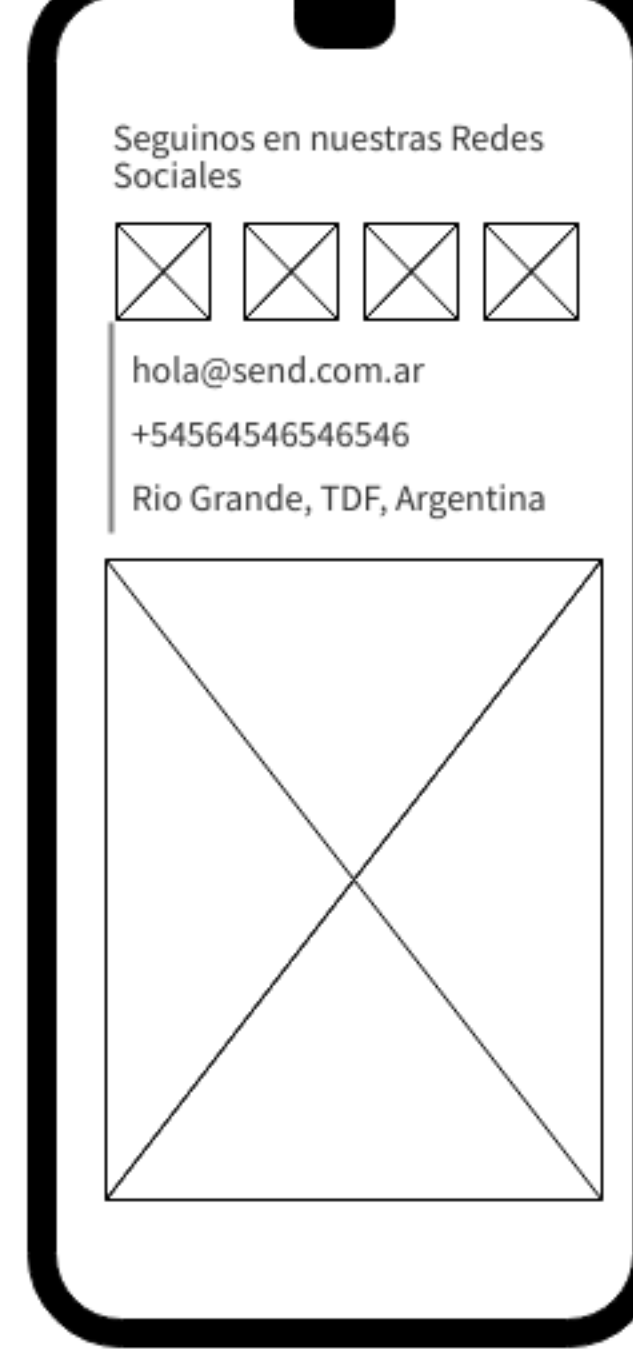 Seguinos en nuestras Redes
Sociales
hola@send.com.ar
+54564546546546
Rio Grande, TDF, Argentina